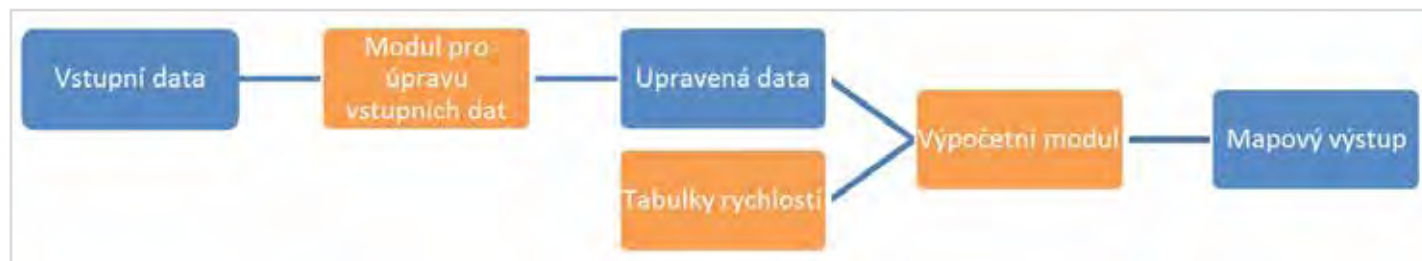 Vstupní data
Modul pro
úpravu
vstupních dat
Upravená data
Tabulky rychlostí
Výpočetní modul
Mapový výstup